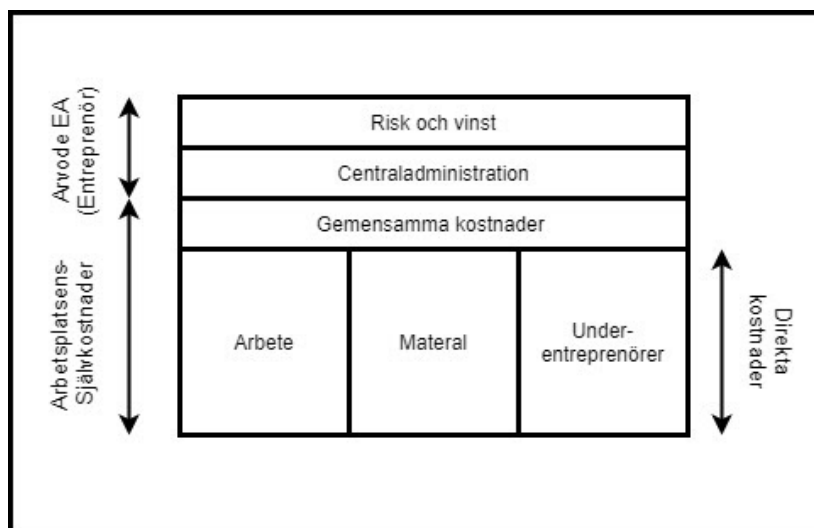 Arvode EA
(Entreprenör)
Risk och vinst
Centraladministration
Gemensamma kostnader
Arbetsplatsens-
Självkostnader
Arbete
Materal
Under-
entreprenörer
Direkta
kostnader